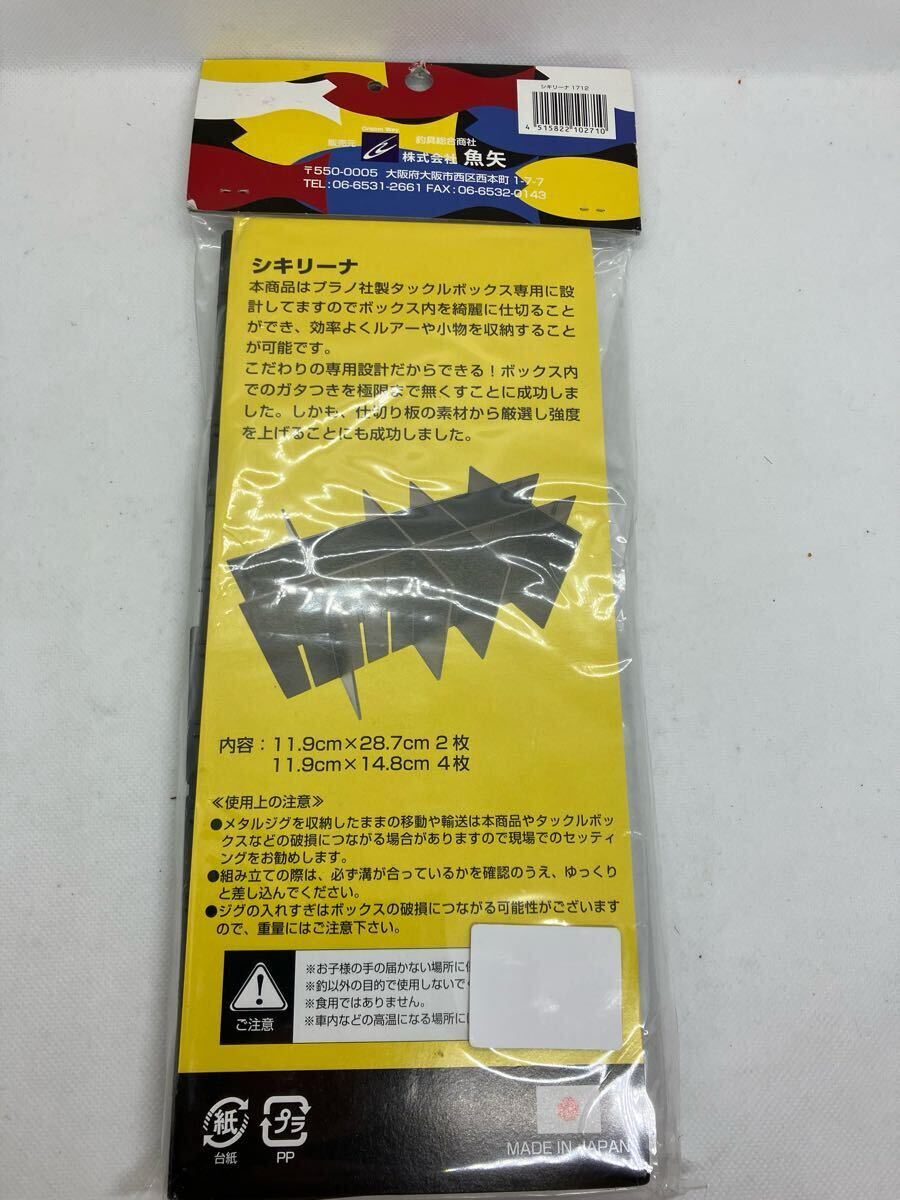 シキリーナ 1712
4 515822 102710
Green Way
釣具総合商社
販売元
株式会社 魚矢
〒550-0005 大阪府大阪市西区西本町 1-7-7
TEL:06-6531-2661 FAX:06-6532-0143
シキリーナ
本商品はプラノ社製タックルボックス専用に設
計してますのでボックス内を綺麗に仕切ること
ができ、効率よくルアーや小物を収納すること
が可能です。
こだわりの専用設計だからできる！ボックス内
でのガタつきを極限まで無くすことに成功しま
した。しかも、仕切り板の素材から厳選し強度
を上げることにも成功しました。
内容：11.9cm×28.7cm 2枚
11.9cm×14.8cm 4枚
≪使用上の注意≫
●メタルジグを収納したままの移動や輸送は本商品やタックルボッ
クスなどの破損につながる場合がありますので現場でのセッティ
ングをお勧めします。
●組み立ての際は、必ず溝が合っているかを確認のうえ、ゆっくり
と差し込んでください。
●ジグの入れすぎはボックスの破損につながる可能性がございます
ので、重量にはご注意下さい。
※お子様の手の届かない場所に
※釣以外の目的で使用しないで
※食用ではありません。
※車内などの高温になる場所に
ご注意
紙
台紙
プラ
PP
MADE IN JAPAN